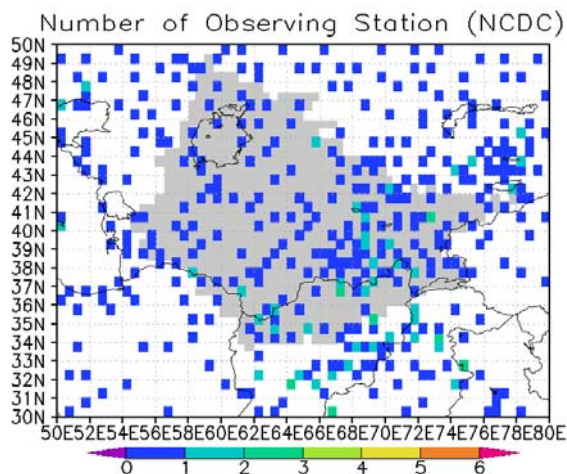 Number of Observing Station (NCDC)
50N
49N
48N
47N
46N
45N
44N
43N
42N
41N
40N
39N
38N
37N
36N
35N
34N
33N
32N
31N
30N
50E52E54E56E58E60E62E64E66E68E70E72E74E76E78E80E
0 1 2 3 4 5 6